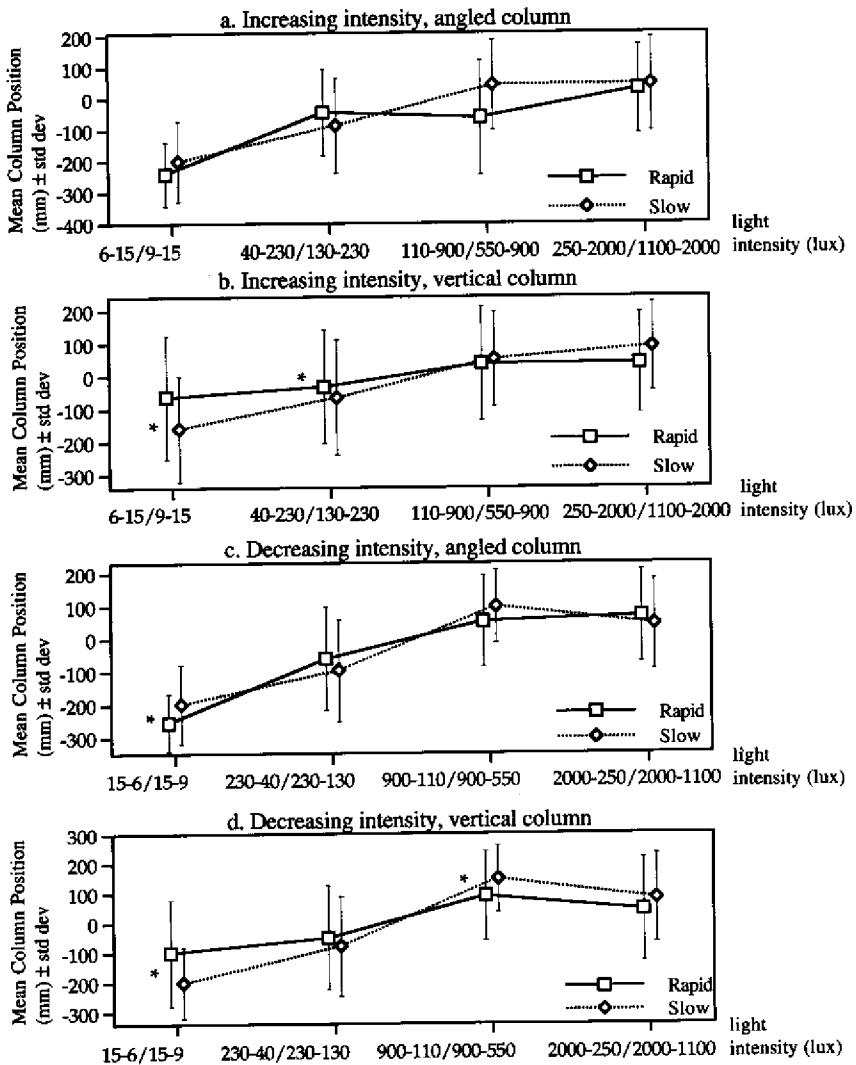 a. Increasing intensity, angled column
Mean Column Position
(mm) ± std dev
200
100
0
-100
-200
-300
-400
Rapid
Slow
6-15/9-15
40-230/130-230
110-900/550-900
250-2000/1100-2000
light
intensity (lux)
b. Increasing intensity, vertical column
Mean Column Position
(mm) ± std dev
200
100
0
-100
-200
-300
*
*
Rapid
Slow
6-15/9-15
40-230/130-230
110-900/550-900
250-2000/1100-2000
light
intensity (lux)
c. Decreasing intensity, angled column
Mean Column Position
(mm) ± std dev
200
100
0
-100
-200
-300
*
Rapid
Slow
15-6/15-9
230-40/230-130
900-110/900-550
2000-250/2000-1100
light
intensity (lux)
d. Decreasing intensity, vertical column
Mean Column Position
(mm) ± std dev
300
200
100
0
-100
-200
-300
*
*
Rapid
Slow
15-6/15-9
230-40/230-130
900-110/900-550
2000-250/2000-1100
light
intensity (lux)